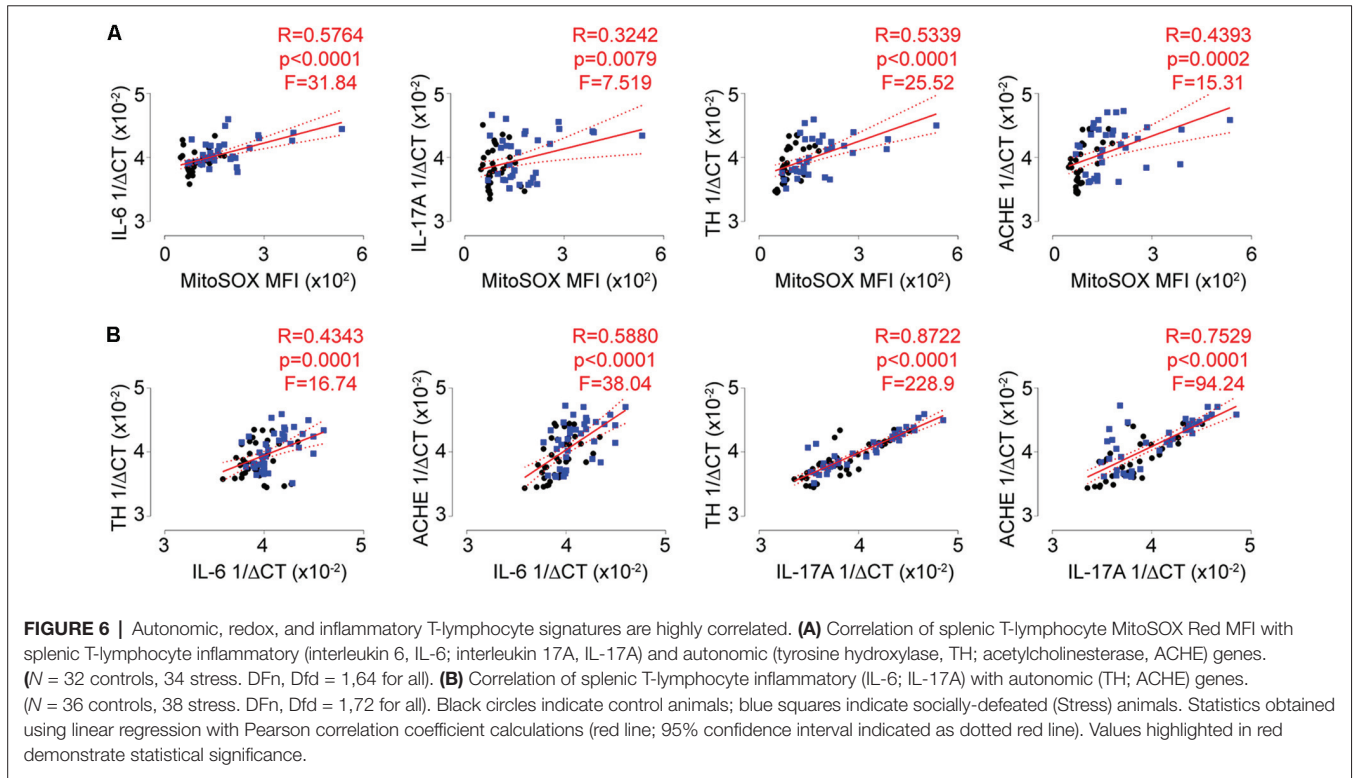 A
R=0.5764
p<0.0001
F=31.84
IL-6 1/ΔCT (x10-2)
5
4
3
0 3 6
MitoSOX MFI (x10²)
R=0.3242
p=0.0079
F=7.519
IL-17A 1/ΔCT (x10-2)
5
4
3
0 3 6
MitoSOX MFI (x10²)
R=0.5339
p<0.0001
F=25.52
TH 1/ΔCT (x10-2)
5
4
3
0 3 6
MitoSOX MFI (x10²)
R=0.4393
p=0.0002
F=15.31
ACHE 1/ΔCT (x10-2)
5
4
3
0 3 6
MitoSOX MFI (x10²)
B
R=0.4343
p=0.0001
F=16.74
TH 1/ΔCT (x10-2)
5
4
3
3 4 5
IL-6 1/ΔCT (x10-2)
R=0.5880
p<0.0001
F=38.04
ACHE 1/ΔCT (x10-2)
5
4
3
3 4 5
IL-6 1/ΔCT (x10-2)
R=0.8722
p<0.0001
F=228.9
TH 1/ΔCT (x10-2)
5
4
3
3 4 5
IL-17A 1/ΔCT (x10-2)
R=0.7529
p<0.0001
F=94.24
ACHE 1/ΔCT (x10-2)
5
4
3
3 4 5
IL-17A 1/ΔCT (x10-2)
FIGURE 6 | Autonomic, redox, and inflammatory T-lymphocyte signatures are highly correlated. (A) Correlation of splenic T-lymphocyte MitoSOX Red MFI with
splenic T-lymphocyte inflammatory (interleukin 6, IL-6; interleukin 17A, IL-17A) and autonomic (tyrosine hydroxylase, TH; acetylcholinesterase, ACHE) genes.
(N = 32 controls, 34 stress. DFn, Dfd = 1,64 for all). (B) Correlation of splenic T-lymphocyte inflammatory (IL-6; IL-17A) with autonomic (TH; ACHE) genes.
(N = 36 controls, 38 stress. DFn, Dfd = 1,72 for all). Black circles indicate control animals; blue squares indicate socially-defeated (Stress) animals. Statistics obtained
using linear regression with Pearson correlation coefficient calculations (red line; 95% confidence interval indicated as dotted red line). Values highlighted in red
demonstrate statistical significance.